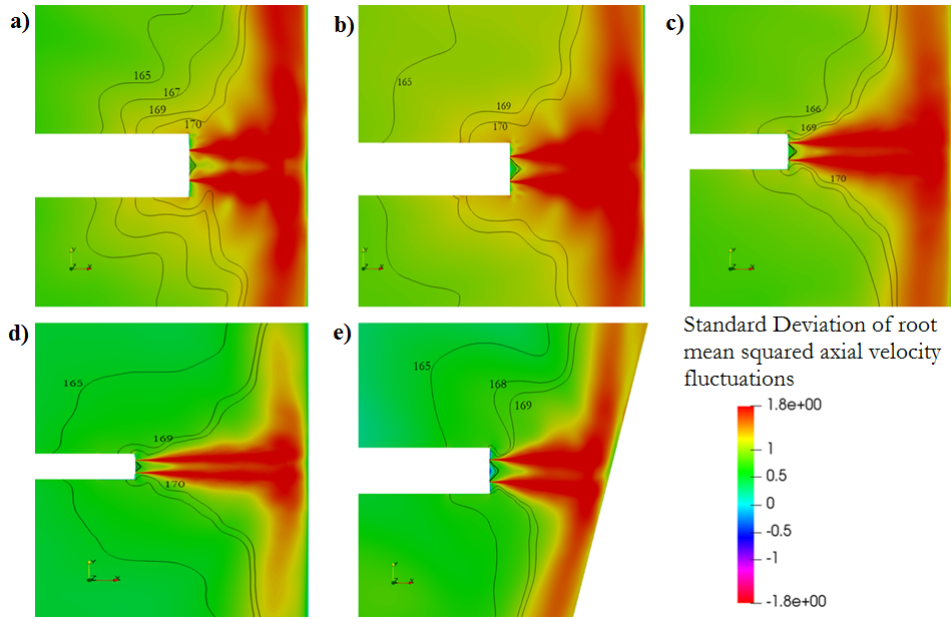 a)
165
167
169
170
Y
Z
X
b)
165
169
170
Y
Z
X
c)
166
169
170
Y
Z
X
d)
165
169
170
Y
Z
X
e)
165
168
169
Y
Z
X
Standard Deviation of root
mean squared axial velocity
fluctuations
1.8e+00
1
0.5
0
-0.5
-1
-1.8e+00